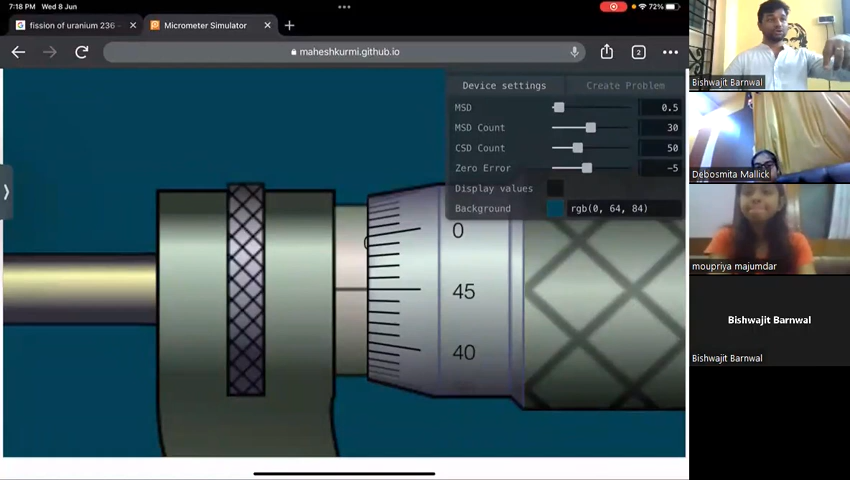 7:18 PM Wed 8 Jun
72%
fission of uranium 236 -
Micrometer Simulator
maheshkurmi.github.io
2
Device settings
Create Problem
MSD
0.5
MSD Count
30
CSD Count
50
Zero Error
-5
Display values
Background
rgb(0, 64, 84)
0
45
40
Bishwajit Barnwal
Debosmita Mallick
moupriya majumdar
Bishwajit Barnwal
Bishwajit Barnwal